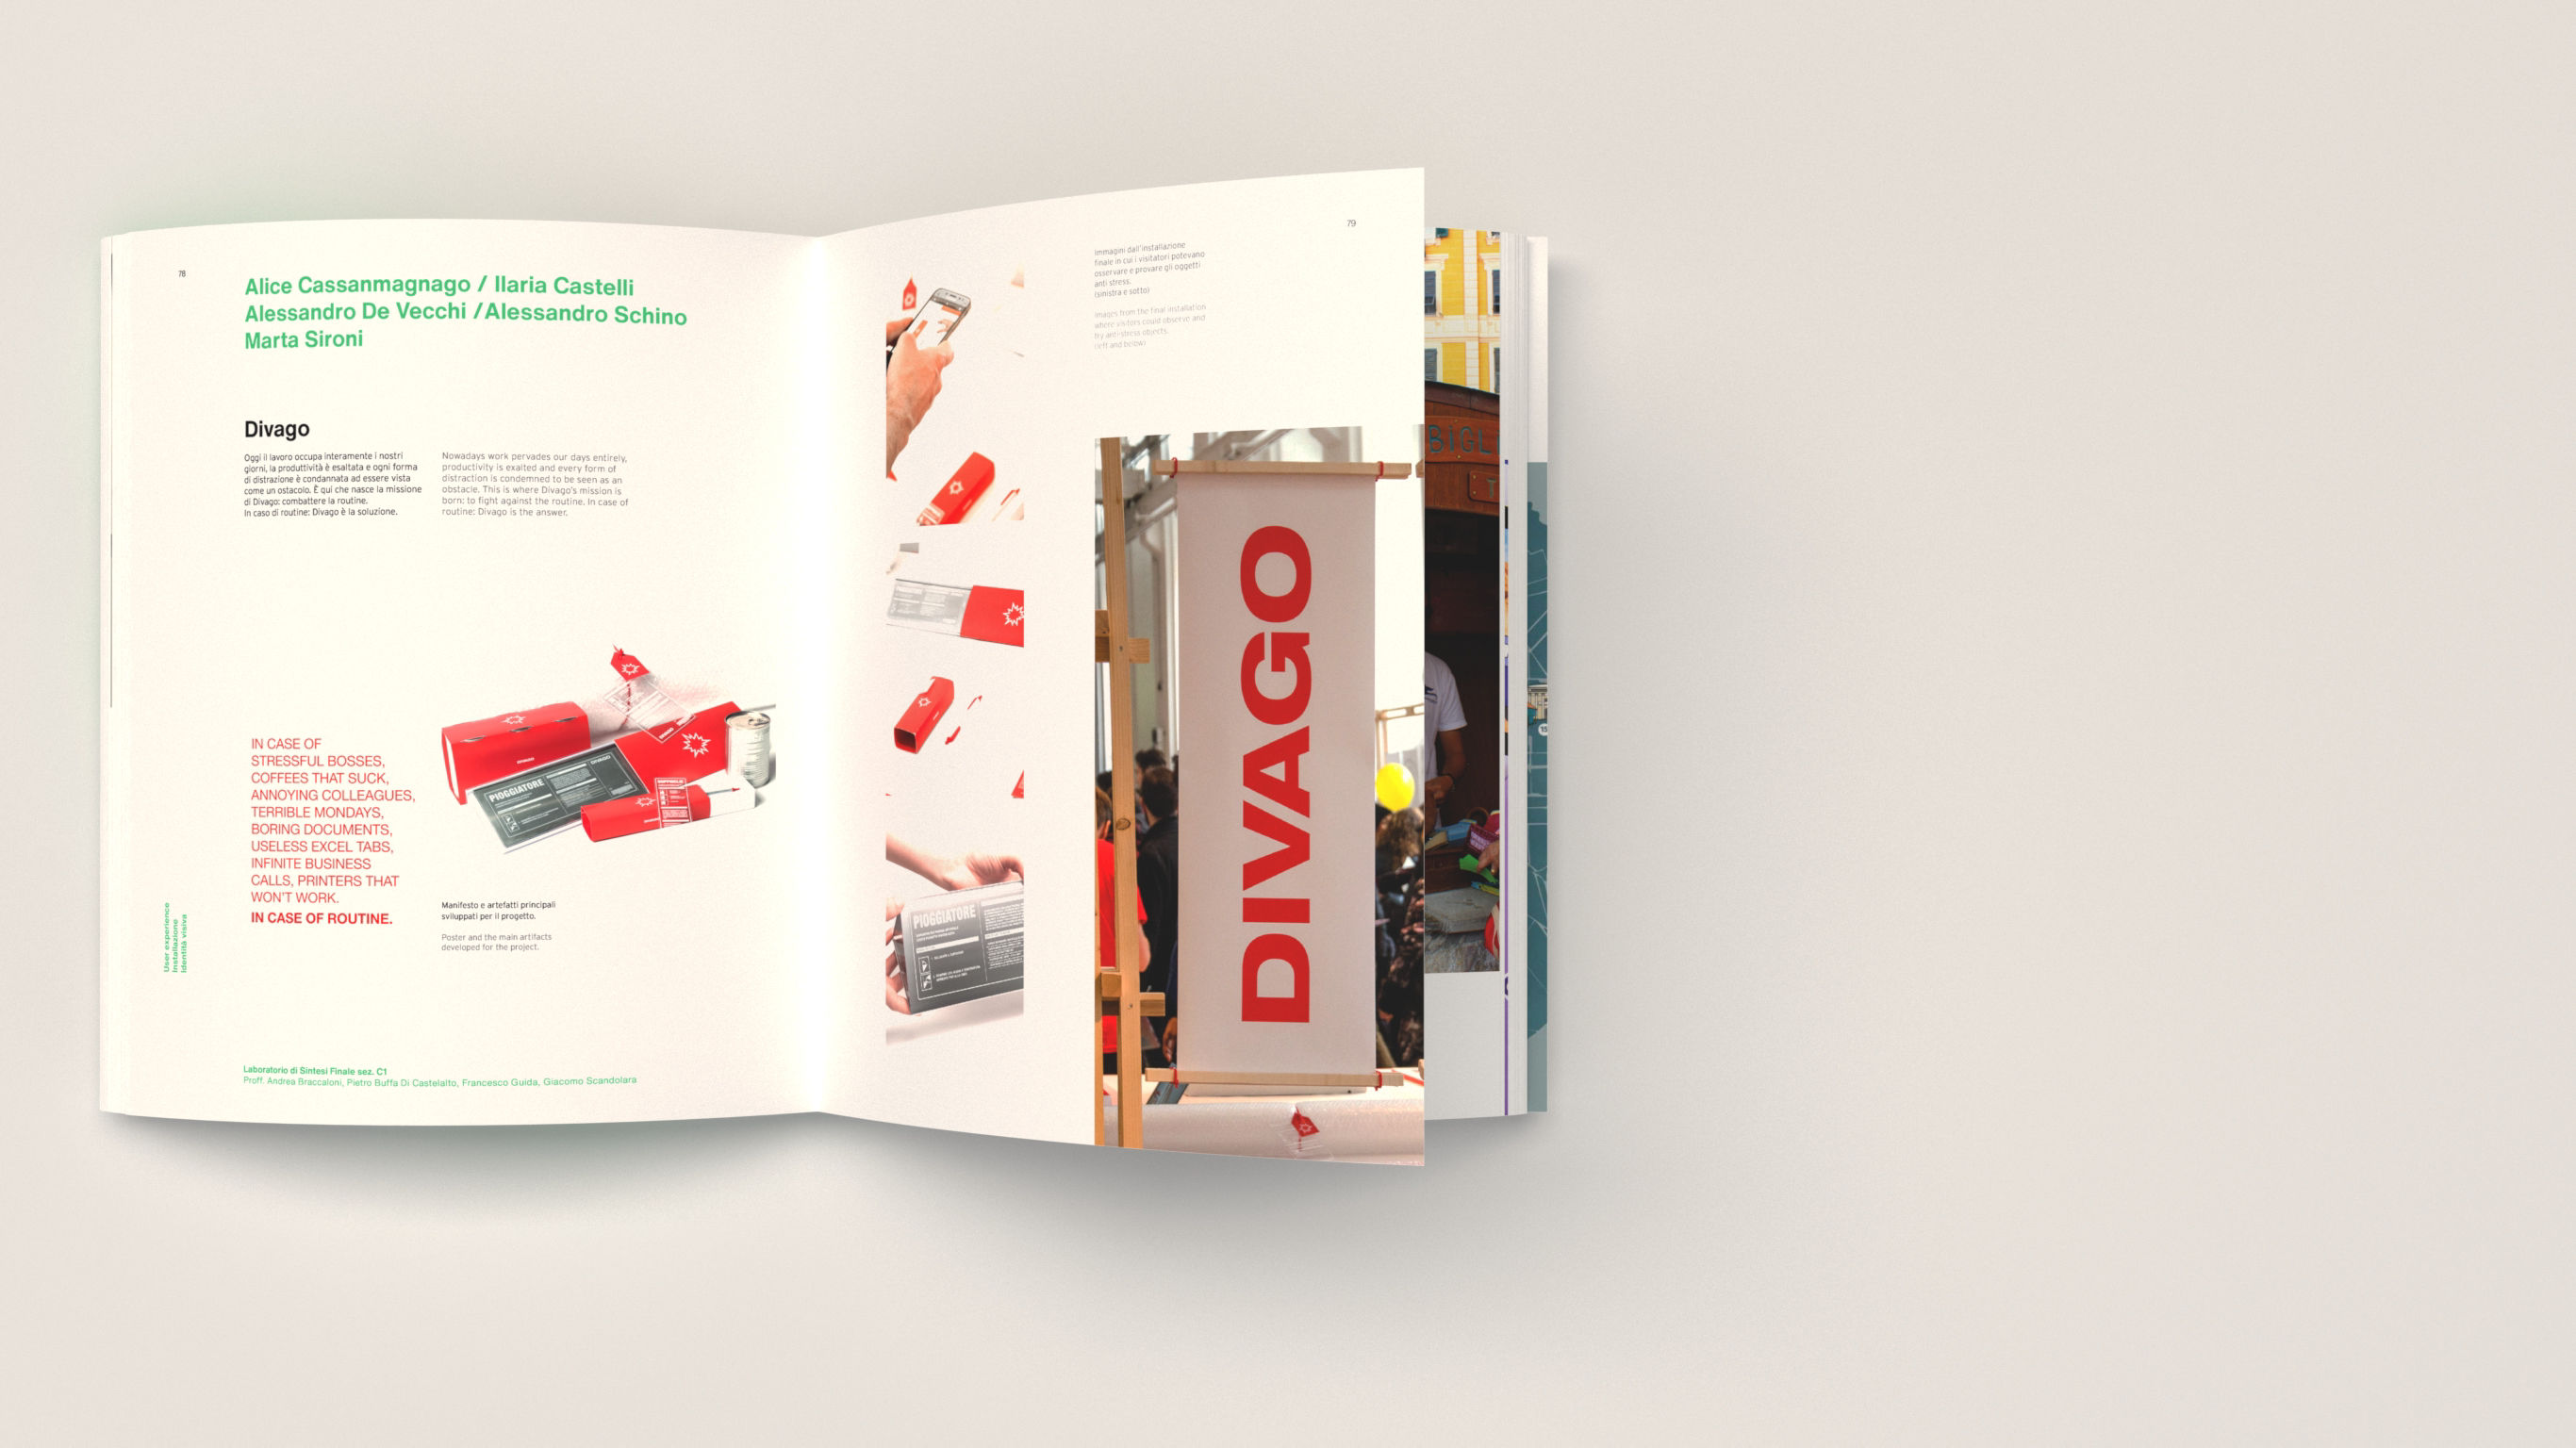 78
Alice Cassanmagnago / Ilaria Castelli
Alessandro De Vecchi /Alessandro Schino
Marta Sironi
Divago
Oggi il lavoro occupa interamente i nostri
giorni, la produttività è esaltata e ogni forma
di distrazione è condannata ad essere vista
come un ostacolo. È qui che nasce la missione
di Divago: combattere la routine.
In caso di routine: Divago è la soluzione.
Nowadays work pervades our days entirely,
productivity is exalted and every form of
distraction is condemned to be seen as an
obstacle. This is where Divago's mission is
born: to fight against the routine. In case of
routine: Divago is the answer.
IN CASE OF
STRESSFUL BOSSES,
COFFEES THAT SUCK,
ANNOYING COLLEAGUES,
TERRIBLE MONDAYS,
BORING DOCUMENTS,
USELESS EXCEL TABS,
INFINITE BUSINESS
CALLS, PRINTERS THAT
WON'T WORK.
IN CASE OF ROUTINE.
PIOGGIATORE
DIVAGO
Manifesto e artefatti principali
sviluppati per il progetto.
Poster and the main artifacts
developed for the project.
User experience
Installazione
Identità visiva
Laboratorio di Sintesi Finale sez. C1
Proff. Andrea Braccaloni, Pietro Buffa Di Castelalto, Francesco Guida, Giacomo Scandolara
79
Immagini dall'installazione
finale in cui i visitatori potevano
osservare e provare gli oggetti
anti stress.
(sinistra e sotto)
Images from the final installation
where visitors could observe and
try anti-stress objects.
(left and below)
PIOGGIATORE
DIVAGO
BIGL
T